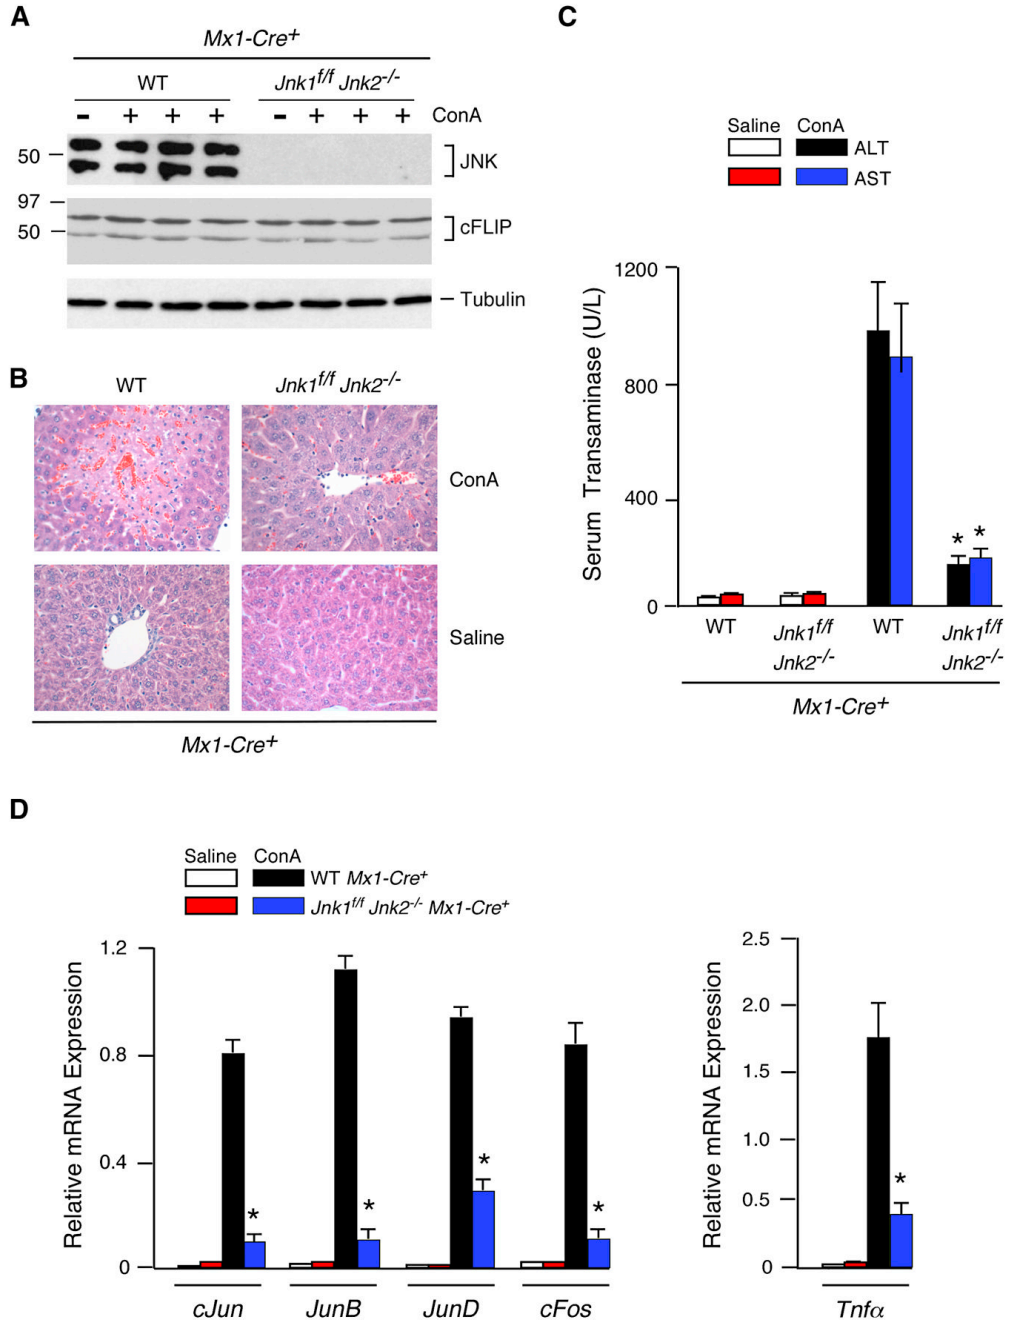 A
Mx1-Cre+
WT Jnk1f/f Jnk2-/-
- + + + - + + + ConA
50 JNK
97
50 cFLIP
Tubulin
B
WT Jnk1f/f Jnk2-/-
ConA
Saline
Mx1-Cre+
C
Saline ConA
ALT
AST
Serum Transaminase (U/L)
1200
800
400
0
WT Jnk1f/f WT Jnk1f/f
Jnk2-/- Jnk2-/-
* *
Mx1-Cre+
D
Saline ConA
WT Mx1-Cre+
Jnk1f/f Jnk2-/- Mx1-Cre+
Relative mRNA Expression
1.2
0.8
0.4
0
* * * *
cJun JunB JunD cFos
Relative mRNA Expression
2.5
2.0
1.5
1.0
0.5
0
*
Tnfα